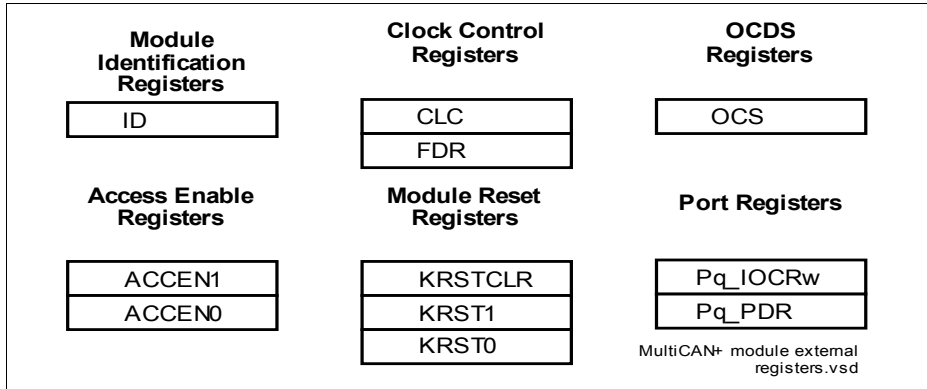 Module
Identification
Registers
ID
Clock Control
Registers
CLC
FDR
OCDS
Registers
OCS
Access Enable
Registers
ACCEN1
ACCEN0
Module Reset
Registers
KRSTCLR
KRST1
KRST0
Port Registers
Pq_IOCRw
Pq_PDR
MultiCAN+ module external
registers.vsd